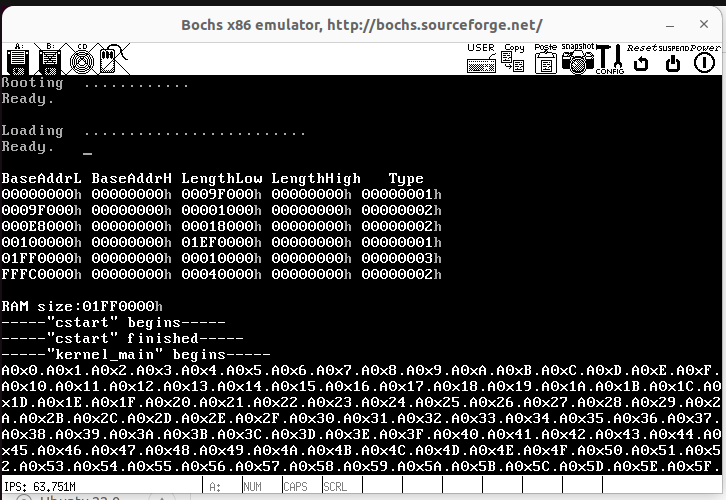 Bochs x86 emulator, http://bochs.sourceforge.net/
A: B: CD USER Copy Paste snapshot CONFIG Reset SUSPEND Power
Booting ............
Ready.
Loading .........................
Ready. _
BaseAddrL BaseAddrH LengthLow LengthHigh Type
00000000h 00000000h 0009F000h 00000000h 00000001h
0009F000h 00000000h 00001000h 00000000h 00000002h
000E8000h 00000000h 00018000h 00000000h 00000002h
00100000h 00000000h 01EF0000h 00000000h 00000001h
01FF0000h 00000000h 00010000h 00000000h 00000003h
FFFC0000h 00000000h 00040000h 00000000h 00000002h
RAM size:01FF0000h
-----"cstart" begins-----
-----"cstart" finished-----
-----"kernel_main" begins-----
A0x0.A0x1.A0x2.A0x3.A0x4.A0x5.A0x6.A0x7.A0x8.A0x9.A0xA.A0xB.A0xC.A0xD.A0xE.A0xF.
A0x10.A0x11.A0x12.A0x13.A0x14.A0x15.A0x16.A0x17.A0x18.A0x19.A0x1A.A0x1B.A0x1C.A0
x1D.A0x1E.A0x1F.A0x20.A0x21.A0x22.A0x23.A0x24.A0x25.A0x26.A0x27.A0x28.A0x29.A0x2
A.A0x2B.A0x2C.A0x2D.A0x2E.A0x2F.A0x30.A0x31.A0x32.A0x33.A0x34.A0x35.A0x36.A0x37.
A0x38.A0x39.A0x3A.A0x3B.A0x3C.A0x3D.A0x3E.A0x3F.A0x40.A0x41.A0x42.A0x43.A0x44.A0
x45.A0x46.A0x47.A0x48.A0x49.A0x4A.A0x4B.A0x4C.A0x4D.A0x4E.A0x4F.A0x50.A0x51.A0x5
2.A0x53.A0x54.A0x55.A0x56.A0x57.A0x58.A0x59.A0x5A.A0x5B.A0x5C.A0x5D.A0x5E.A0x5F.
IPS: 63.751M A: NUM CAPS SCRL